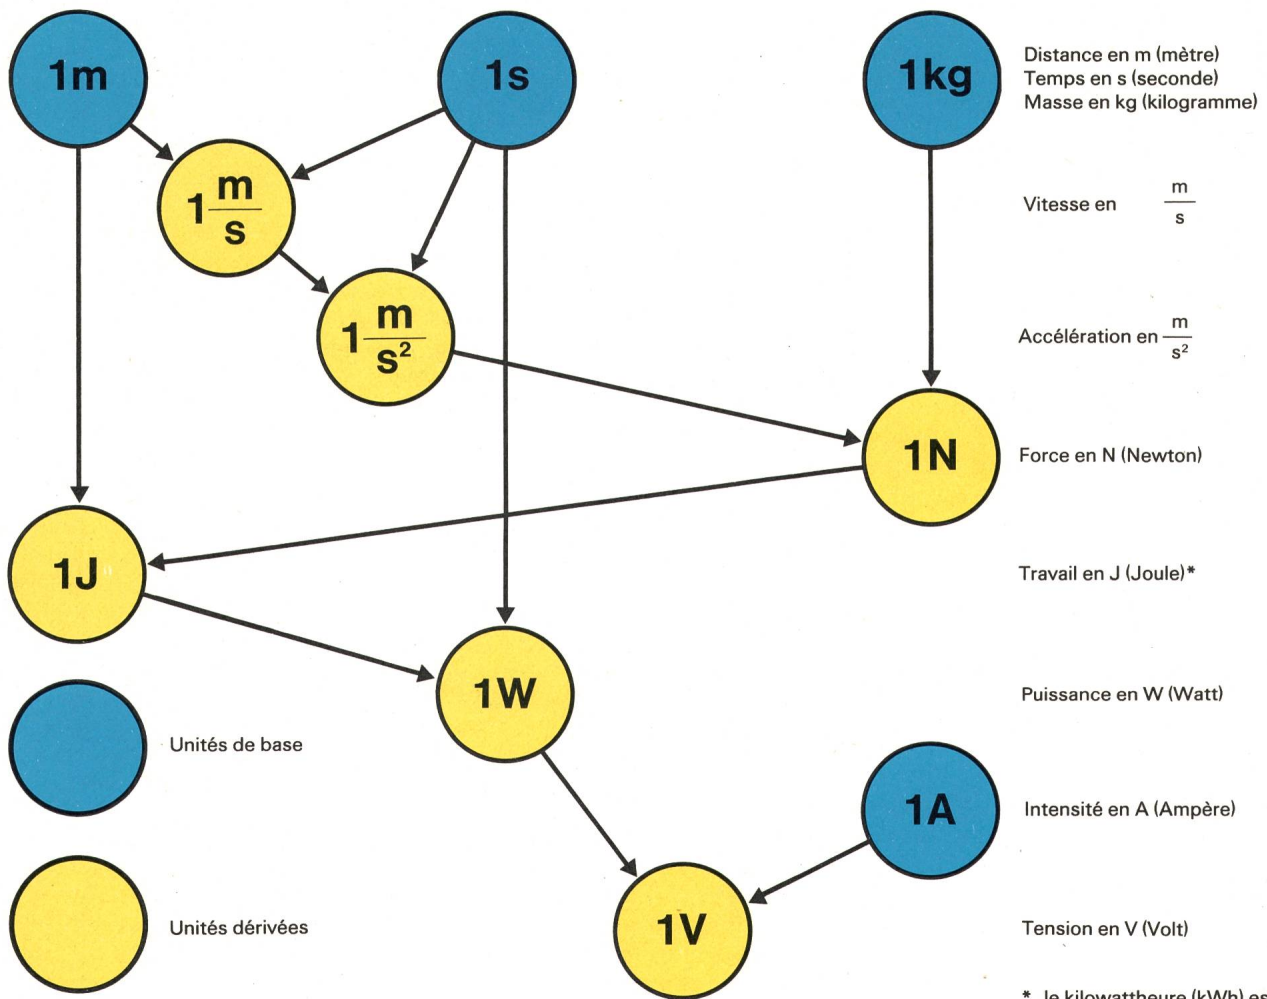 1m
1s
1kg
Distance en m (mètre)
Temps en s (seconde)
Masse en kg (kilogramme)
1 m/s
Vitesse en m/s
1 m/s²
Accélération en m/s²
1N
Force en N (Newton)
1J
Travail en J (Joule)*
1W
Puissance en W (Watt)
Unités de base
1A
Intensité en A (Ampère)
1V
Unités dérivées
Tension en V (Volt)
* le kilowattheure (kWh) es